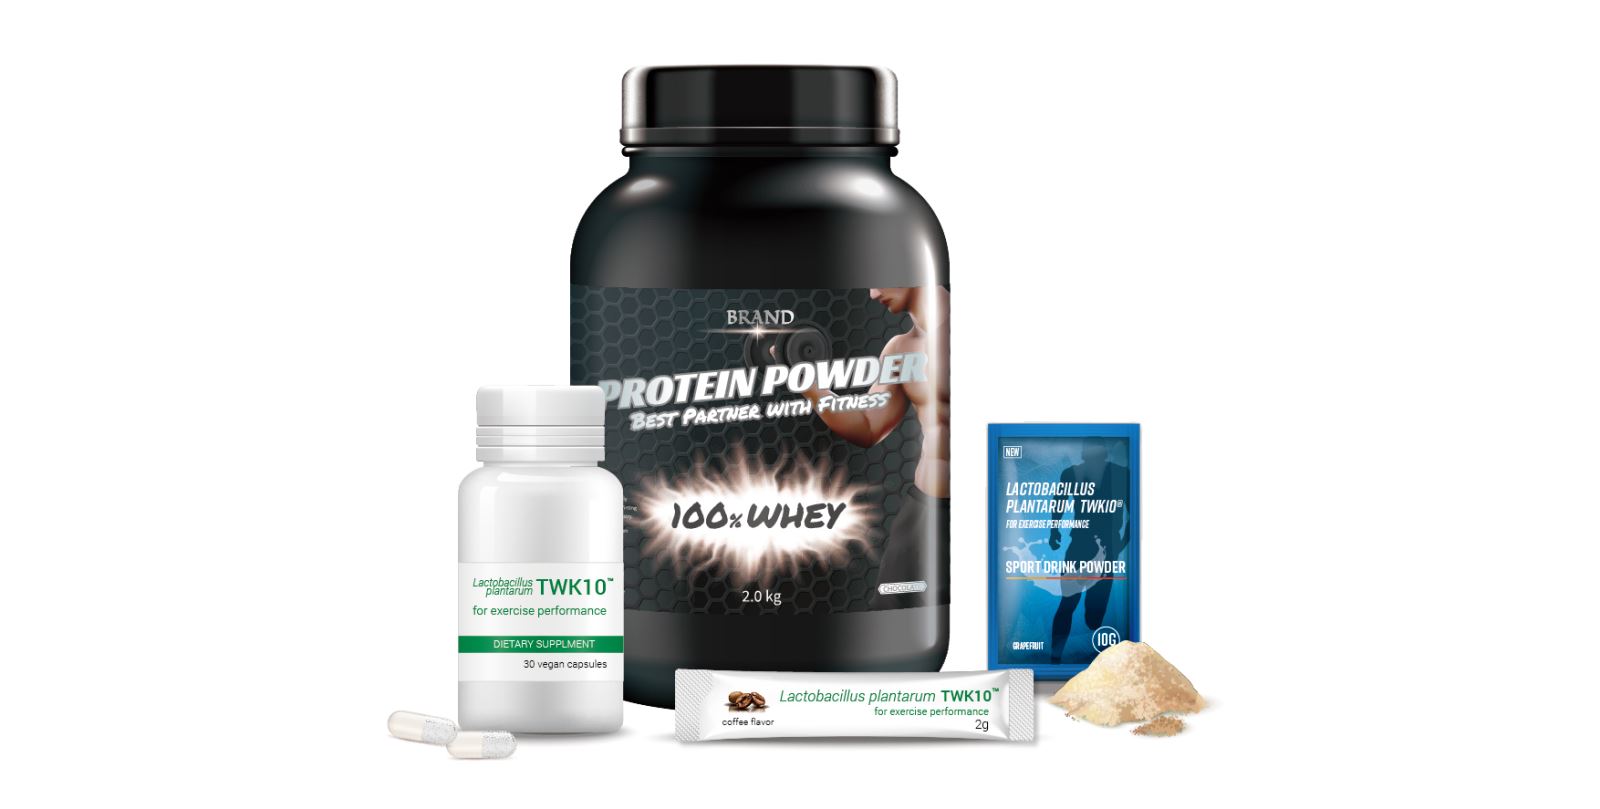 BRAND
PROTEIN POWDER
BEST PARTNER WITH FITNESS
100% WHEY
2.0 kg
CHOCOLATE
Lactobacillus
plantarum TWK10™
for exercise performance
DIETARY SUPPLMENT
30 vegan capsules
coffee flavor
Lactobacillus plantarum TWK10™
for exercise performance
2g
NEW
LACTOBACILLUS
PLANTARUM TWK10®
FOR EXERCISE PERFORMANCE
SPORT DRINK POWDER
GRAPEFRUIT
10G